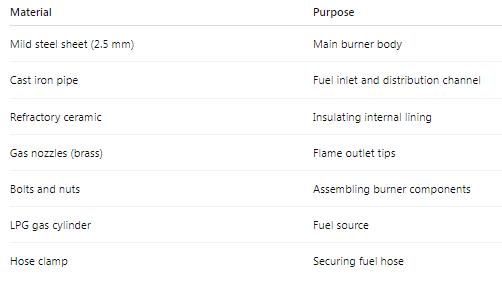 Material Purpose
Mild steel sheet (2.5 mm) Main burner body
Cast iron pipe Fuel inlet and distribution channel
Refractory ceramic Insulating internal lining
Gas nozzles (brass) Flame outlet tips
Bolts and nuts Assembling burner components
LPG gas cylinder Fuel source
Hose clamp Securing fuel hose